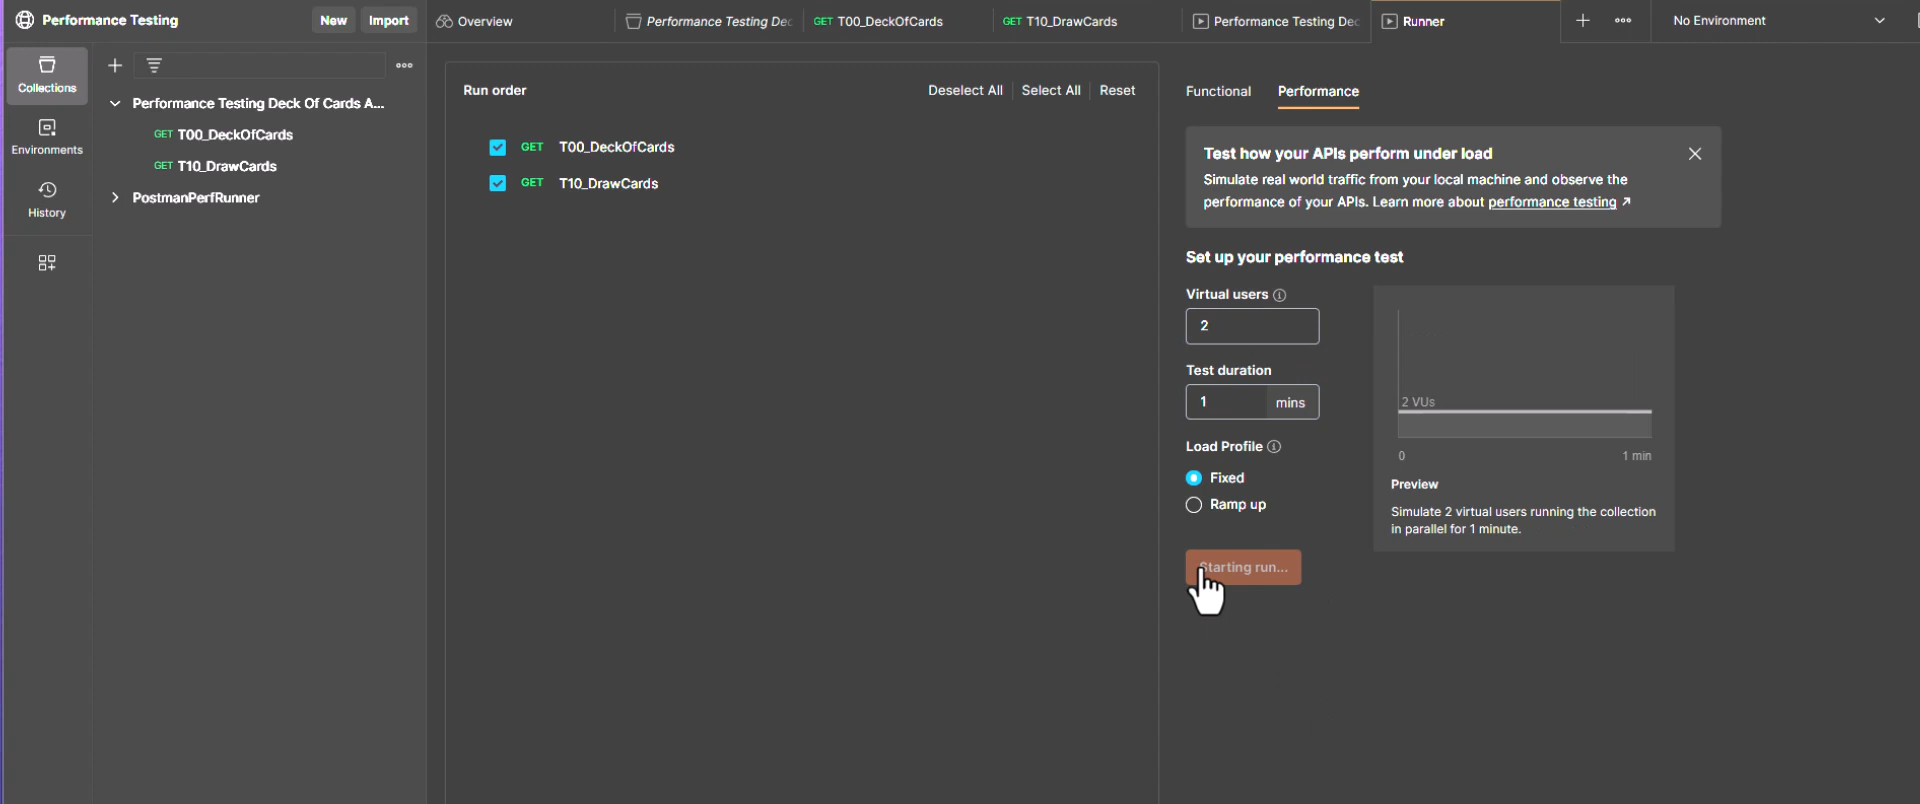 Performance Testing
New
Import
Overview
Performance Testing Dec
GET T00_DeckOfCards
GET T10_DrawCards
Performance Testing Dec
Runner
No Environment
Collections
Environments
History
Performance Testing Deck Of Cards A...
GET T00_DeckOfCards
GET T10_DrawCards
PostmanPerfRunner
Run order
Deselect All
Select All
Reset
GET T00_DeckOfCards
GET T10_DrawCards
Functional
Performance
Test how your APIs perform under load
Simulate real world traffic from your local machine and observe the
performance of your APIs. Learn more about performance testing
Set up your performance test
Virtual users
2
Test duration
1 mins
Load Profile
Fixed
Ramp up
Starting run...
2 VUs
0
1 min
Preview
Simulate 2 virtual users running the collection
in parallel for 1 minute.